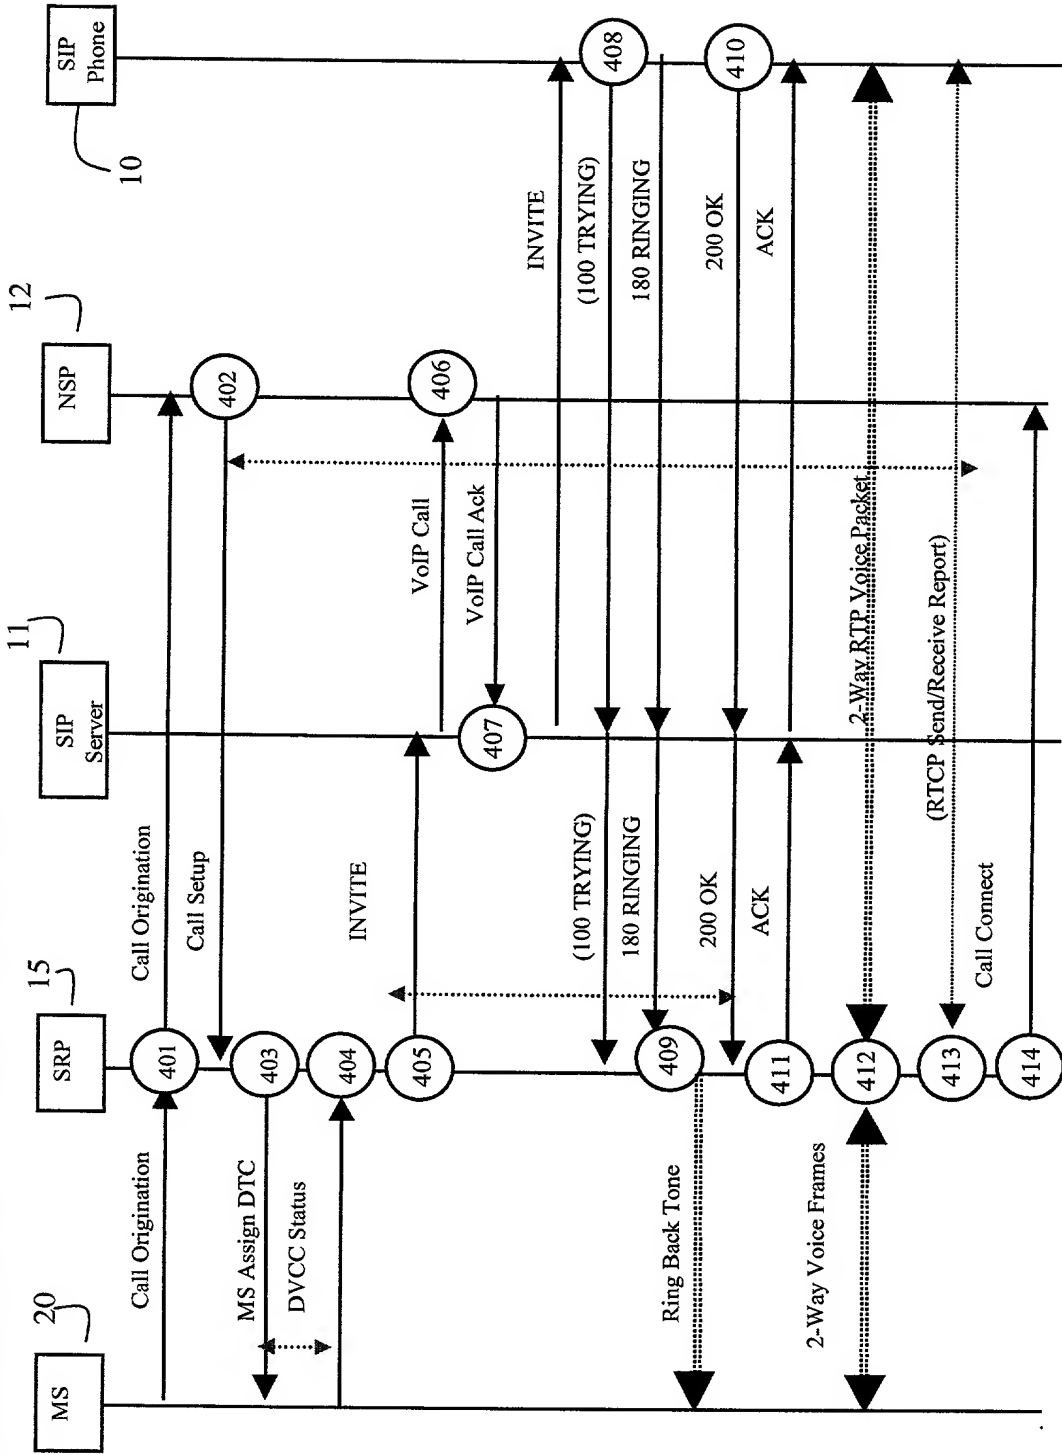 MS
20
SRP
15
SIP
Server
11
NSP
12
SIP
Phone
10
Call Origination
401
Call Origination
402
Call Setup
403
MS Assign DTC
DVCC Status
404
405
INVITE
VoIP Call
406
VoIP Call Ack
407
INVITE
(100 TRYING)
408
(100 TRYING)
180 RINGING
180 RINGING
409
Ring Back Tone
200 OK
200 OK
410
ACK
411
ACK
2-Way Voice Frames
412
2-Way RTP Voice Packet
413
(RTCP Send/Receive Report)
414
Call Connect